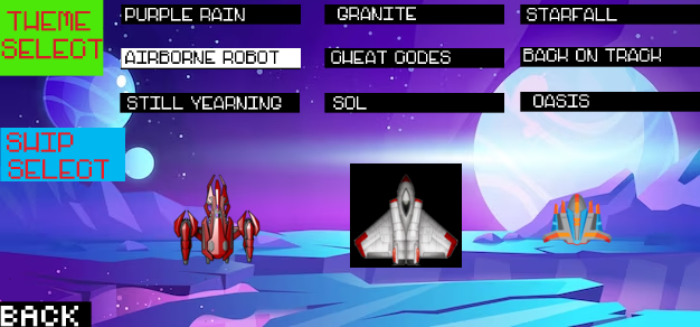 THEME
SELECT
PURPLE RAIN
GRANITE
STARFALL
AIRBORNE ROBOT
CHEAT CODES
BACK ON TRACK
STILL YEARNING
SOL
OASIS
SHIP
SELECT
BACK